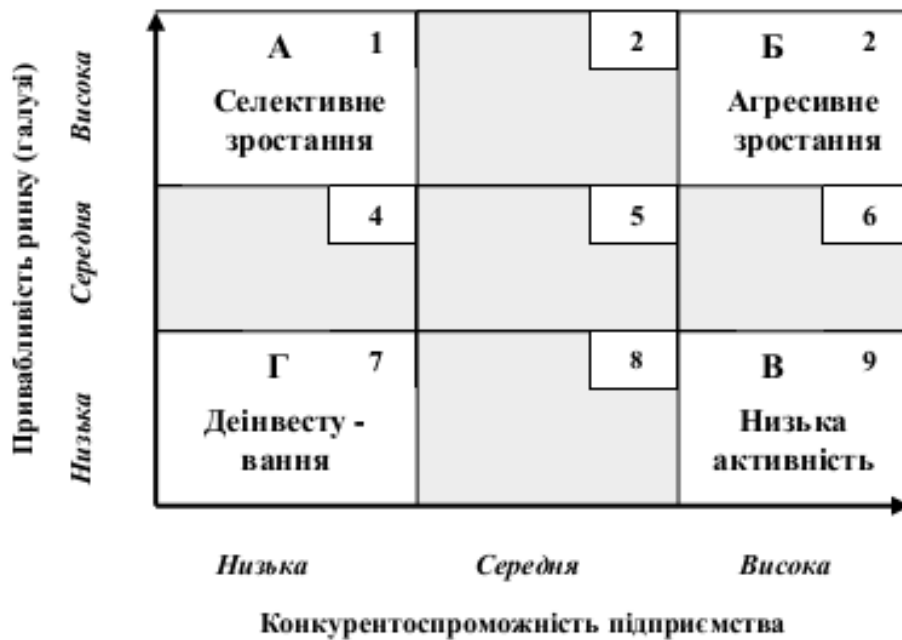 Привабливість ринку (галузі)
Висока
Середня
Низька
А 1
Селективне
зростання
2
Б 2
Агресивне
зростання
4
5
6
Г 7
Деінвесту -
вання
8
В 9
Низька
активність
Низька
Середня
Висока
Конкурентоспроможність підприємства